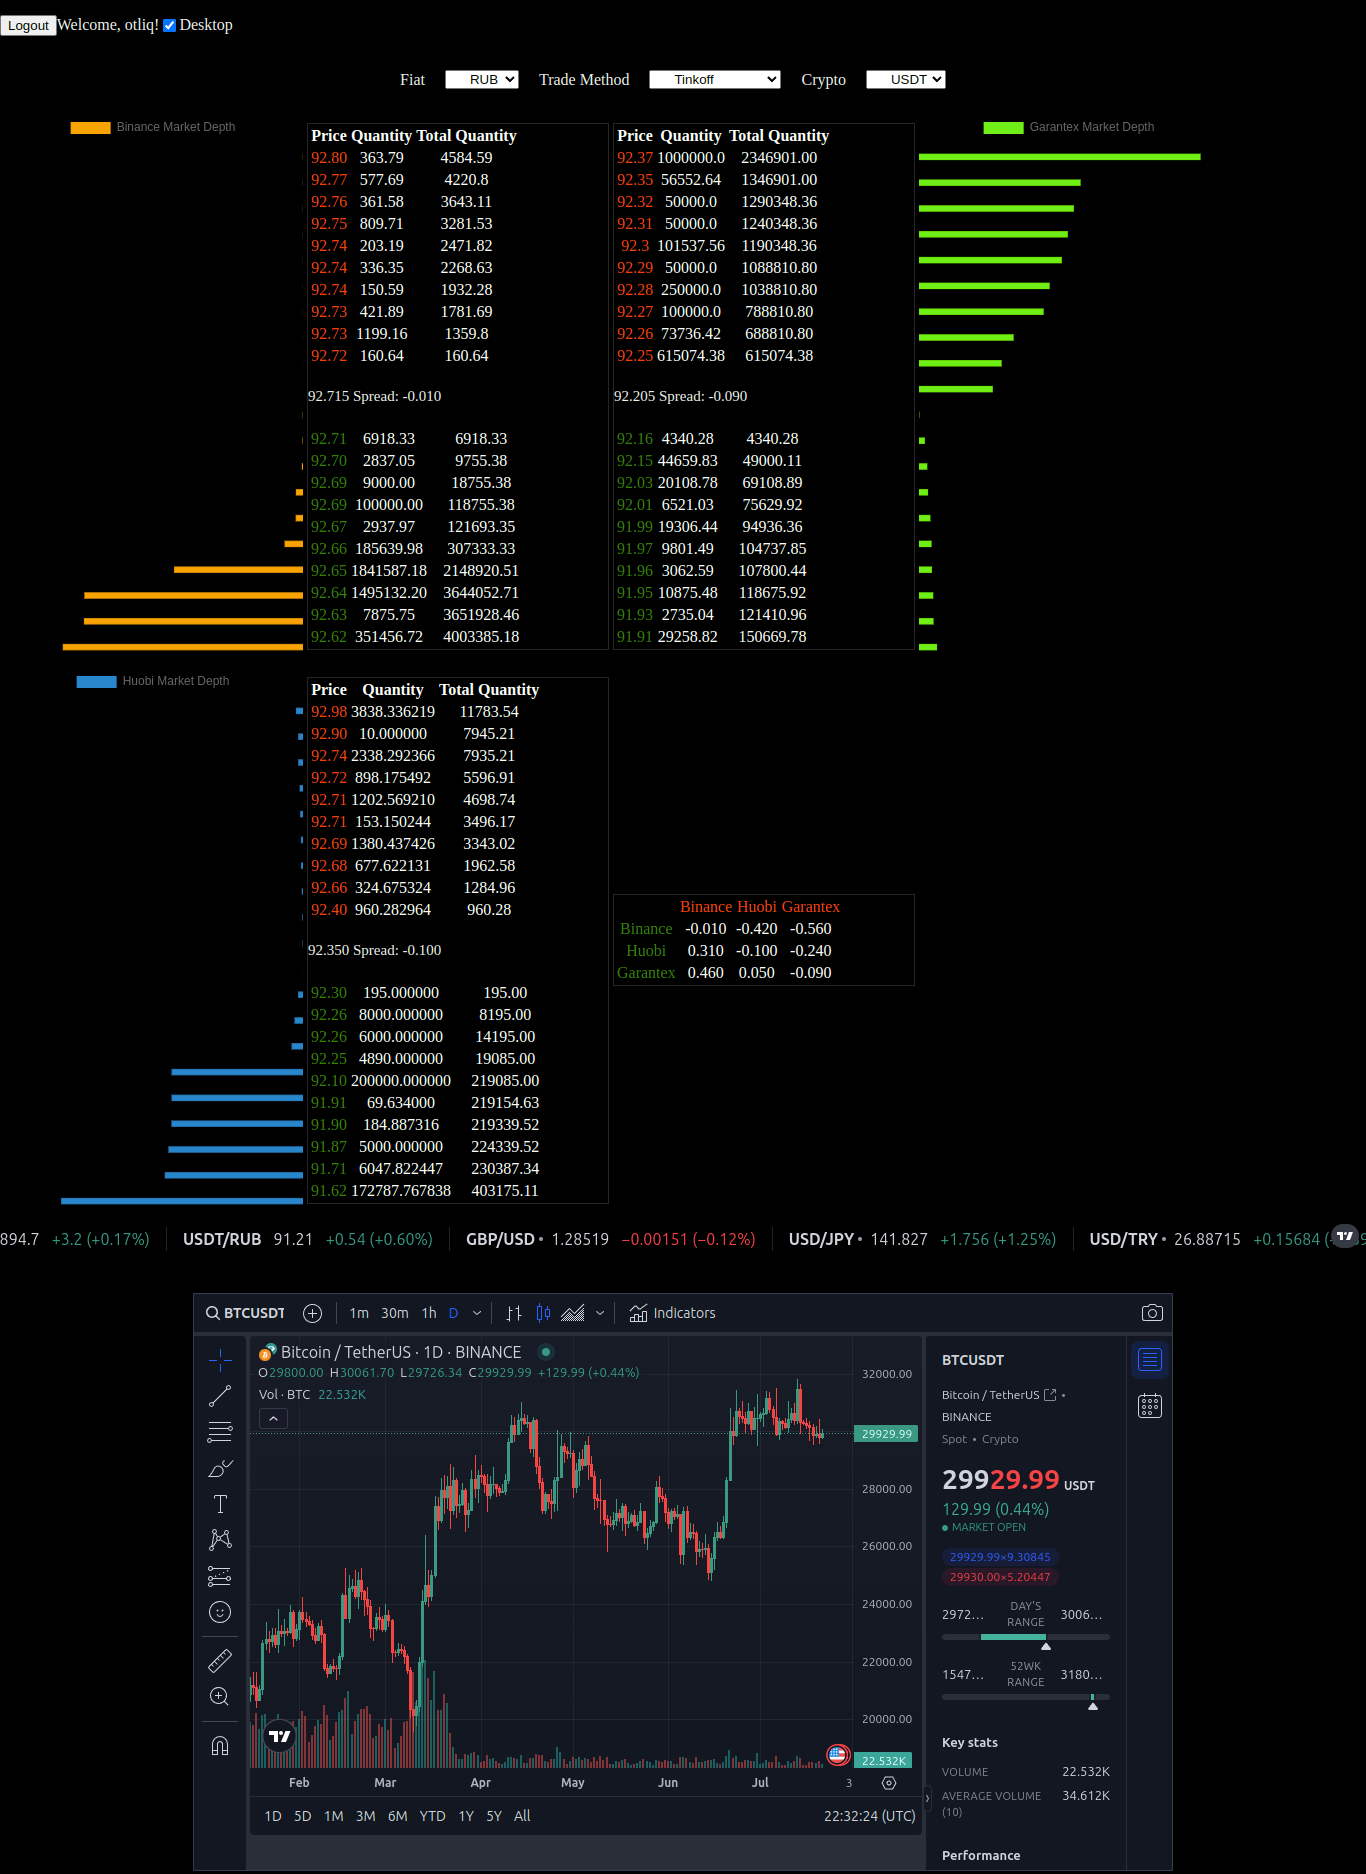 Logout Welcome, otliq! Desktop
Fiat RUB Trade Method Tinkoff Crypto USDT
Binance Market Depth
Price Quantity Total Quantity
92.80 363.79 4584.59
92.77 577.69 4220.8
92.76 361.58 3643.11
92.75 809.71 3281.53
92.74 203.19 2471.82
92.74 336.35 2268.63
92.74 150.59 1932.28
92.73 421.89 1781.69
92.73 1199.16 1359.8
92.72 160.64 160.64
92.715 Spread: -0.010
92.71 6918.33 6918.33
92.70 2837.05 9755.38
92.69 9000.00 18755.38
92.69 100000.00 118755.38
92.67 2937.97 121693.35
92.66 185639.98 307333.33
92.65 1841587.18 2148920.51
92.64 1495132.20 3644052.71
92.63 7875.75 3651928.46
92.62 351456.72 4003385.18
Price Quantity Total Quantity
92.37 1000000.0 2346901.00
92.35 56552.64 1346901.00
92.32 50000.0 1290348.36
92.31 50000.0 1240348.36
92.3 101537.56 1190348.36
92.29 50000.0 1088810.80
92.28 250000.0 1038810.80
92.27 100000.0 788810.80
92.26 73736.42 688810.80
92.25 615074.38 615074.38
92.205 Spread: -0.090
92.16 4340.28 4340.28
92.15 44659.83 49000.11
92.03 20108.78 69108.89
92.01 6521.03 75629.92
91.99 19306.44 94936.36
91.97 9801.49 104737.85
91.96 3062.59 107800.44
91.95 10875.48 118675.92
91.93 2735.04 121410.96
91.91 29258.82 150669.78
Garantex Market Depth
Huobi Market Depth
Price Quantity Total Quantity
92.98 3838.336219 11783.54
92.90 10.000000 7945.21
92.74 2338.292366 7935.21
92.72 898.175492 5596.91
92.71 1202.569210 4698.74
92.71 153.150244 3496.17
92.69 1380.437426 3343.02
92.68 677.622131 1962.58
92.66 324.675324 1284.96
92.40 960.282964 960.28
92.350 Spread: -0.100
92.30 195.000000 195.00
92.26 8000.000000 8195.00
92.26 6000.000000 14195.00
92.25 4890.000000 19085.00
92.10 200000.000000 219085.00
91.91 69.634000 219154.63
91.90 184.887316 219339.52
91.87 5000.000000 224339.52
91.71 6047.822447 230387.34
91.62 172787.767838 403175.11
Binance Huobi Garantex
Binance -0.010 -0.420 -0.560
Huobi 0.310 -0.100 -0.240
Garantex 0.460 0.050 -0.090
894.7 +3.2 (+0.17%) USDT/RUB 91.21 +0.54 (+0.60%) GBP/USD • 1.28519 −0.00151 (−0.12%) USD/JPY • 141.827 +1.756 (+1.25%) USD/TRY • 26.88715 +0.15684
BTCUSDT 1m 30m 1h D Indicators
Bitcoin / TetherUS · 1D · BINANCE
O29800.00 H30061.70 L29726.34 C29929.99 +129.99 (+0.44%)
Vol · BTC 22.532K
32000.00
29929.99
28000.00
26000.00
24000.00
22000.00
20000.00
22.532K
Feb Mar Apr May Jun Jul 3
1D 5D 1M 3M 6M YTD 1Y 5Y All 22:32:24 (UTC)
BTCUSDT
Bitcoin / TetherUS •
BINANCE
Spot • Crypto
29929.99 USDT
129.99 (0.44%)
MARKET OPEN
29929.99×9.30845
29930.00×5.20447
2972… DAY'S RANGE 3006…
1547… 52WK RANGE 3180…
Key stats
VOLUME 22.532K
AVERAGE VOLUME (10) 34.612K
Performance